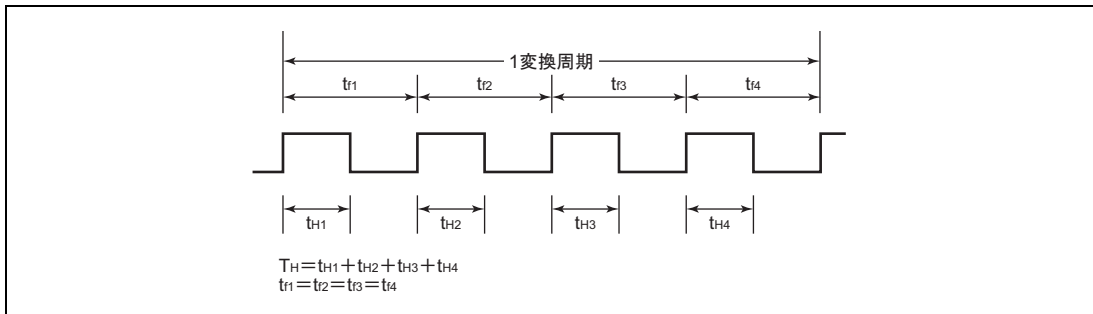 1変換周期
tf1 tf2 tf3 tf4
tH1 tH2 tH3 tH4
TH=tH1+tH2+tH3+tH4
tf1=tf2=tf3=tf4